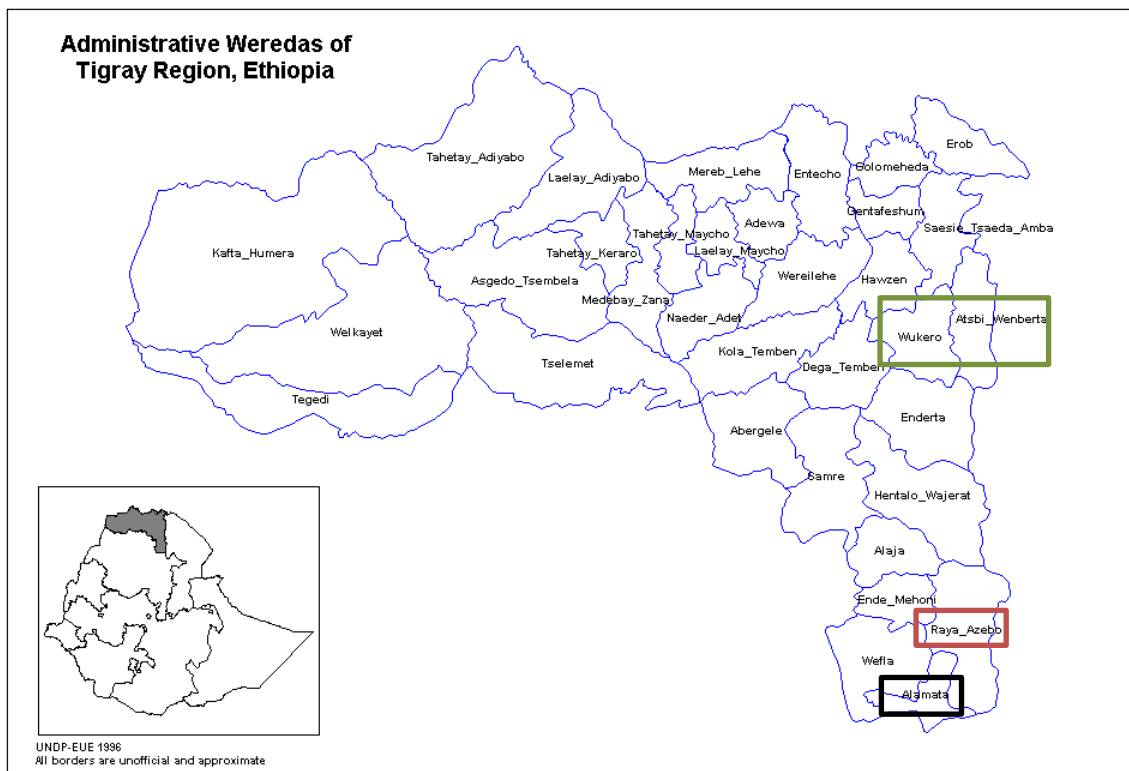 Administrative Weredas of
Tigray Region, Ethiopia
Erob
Tahetay_Adiyabo
Golomeheda
Mereb_Lehe
Entecho
Laelay_Adiyabo
Gentafeshum
Adewa
Saesie_Tsaeda_Amba
Tahetay_Maycho
Kafta_Humera
Tahetay_Keraro
Laelay_Maycho
Wereilehe
Hawzen
Asgedo_Tsembela
Medebay_Zana
Naeder_Adet
Atsbi_Wenberta
Welkayet
Wukero
Kola_Temben
Tselemet
Dega_Temben
Tegedi
Enderta
Abergele
Samre
Hentalo_Wajerat
Alaja
Ende_Mehoni
Raya_Azebo
Wefla
Alamata
UNDP-EUE 1996
All borders are unofficial and approximate